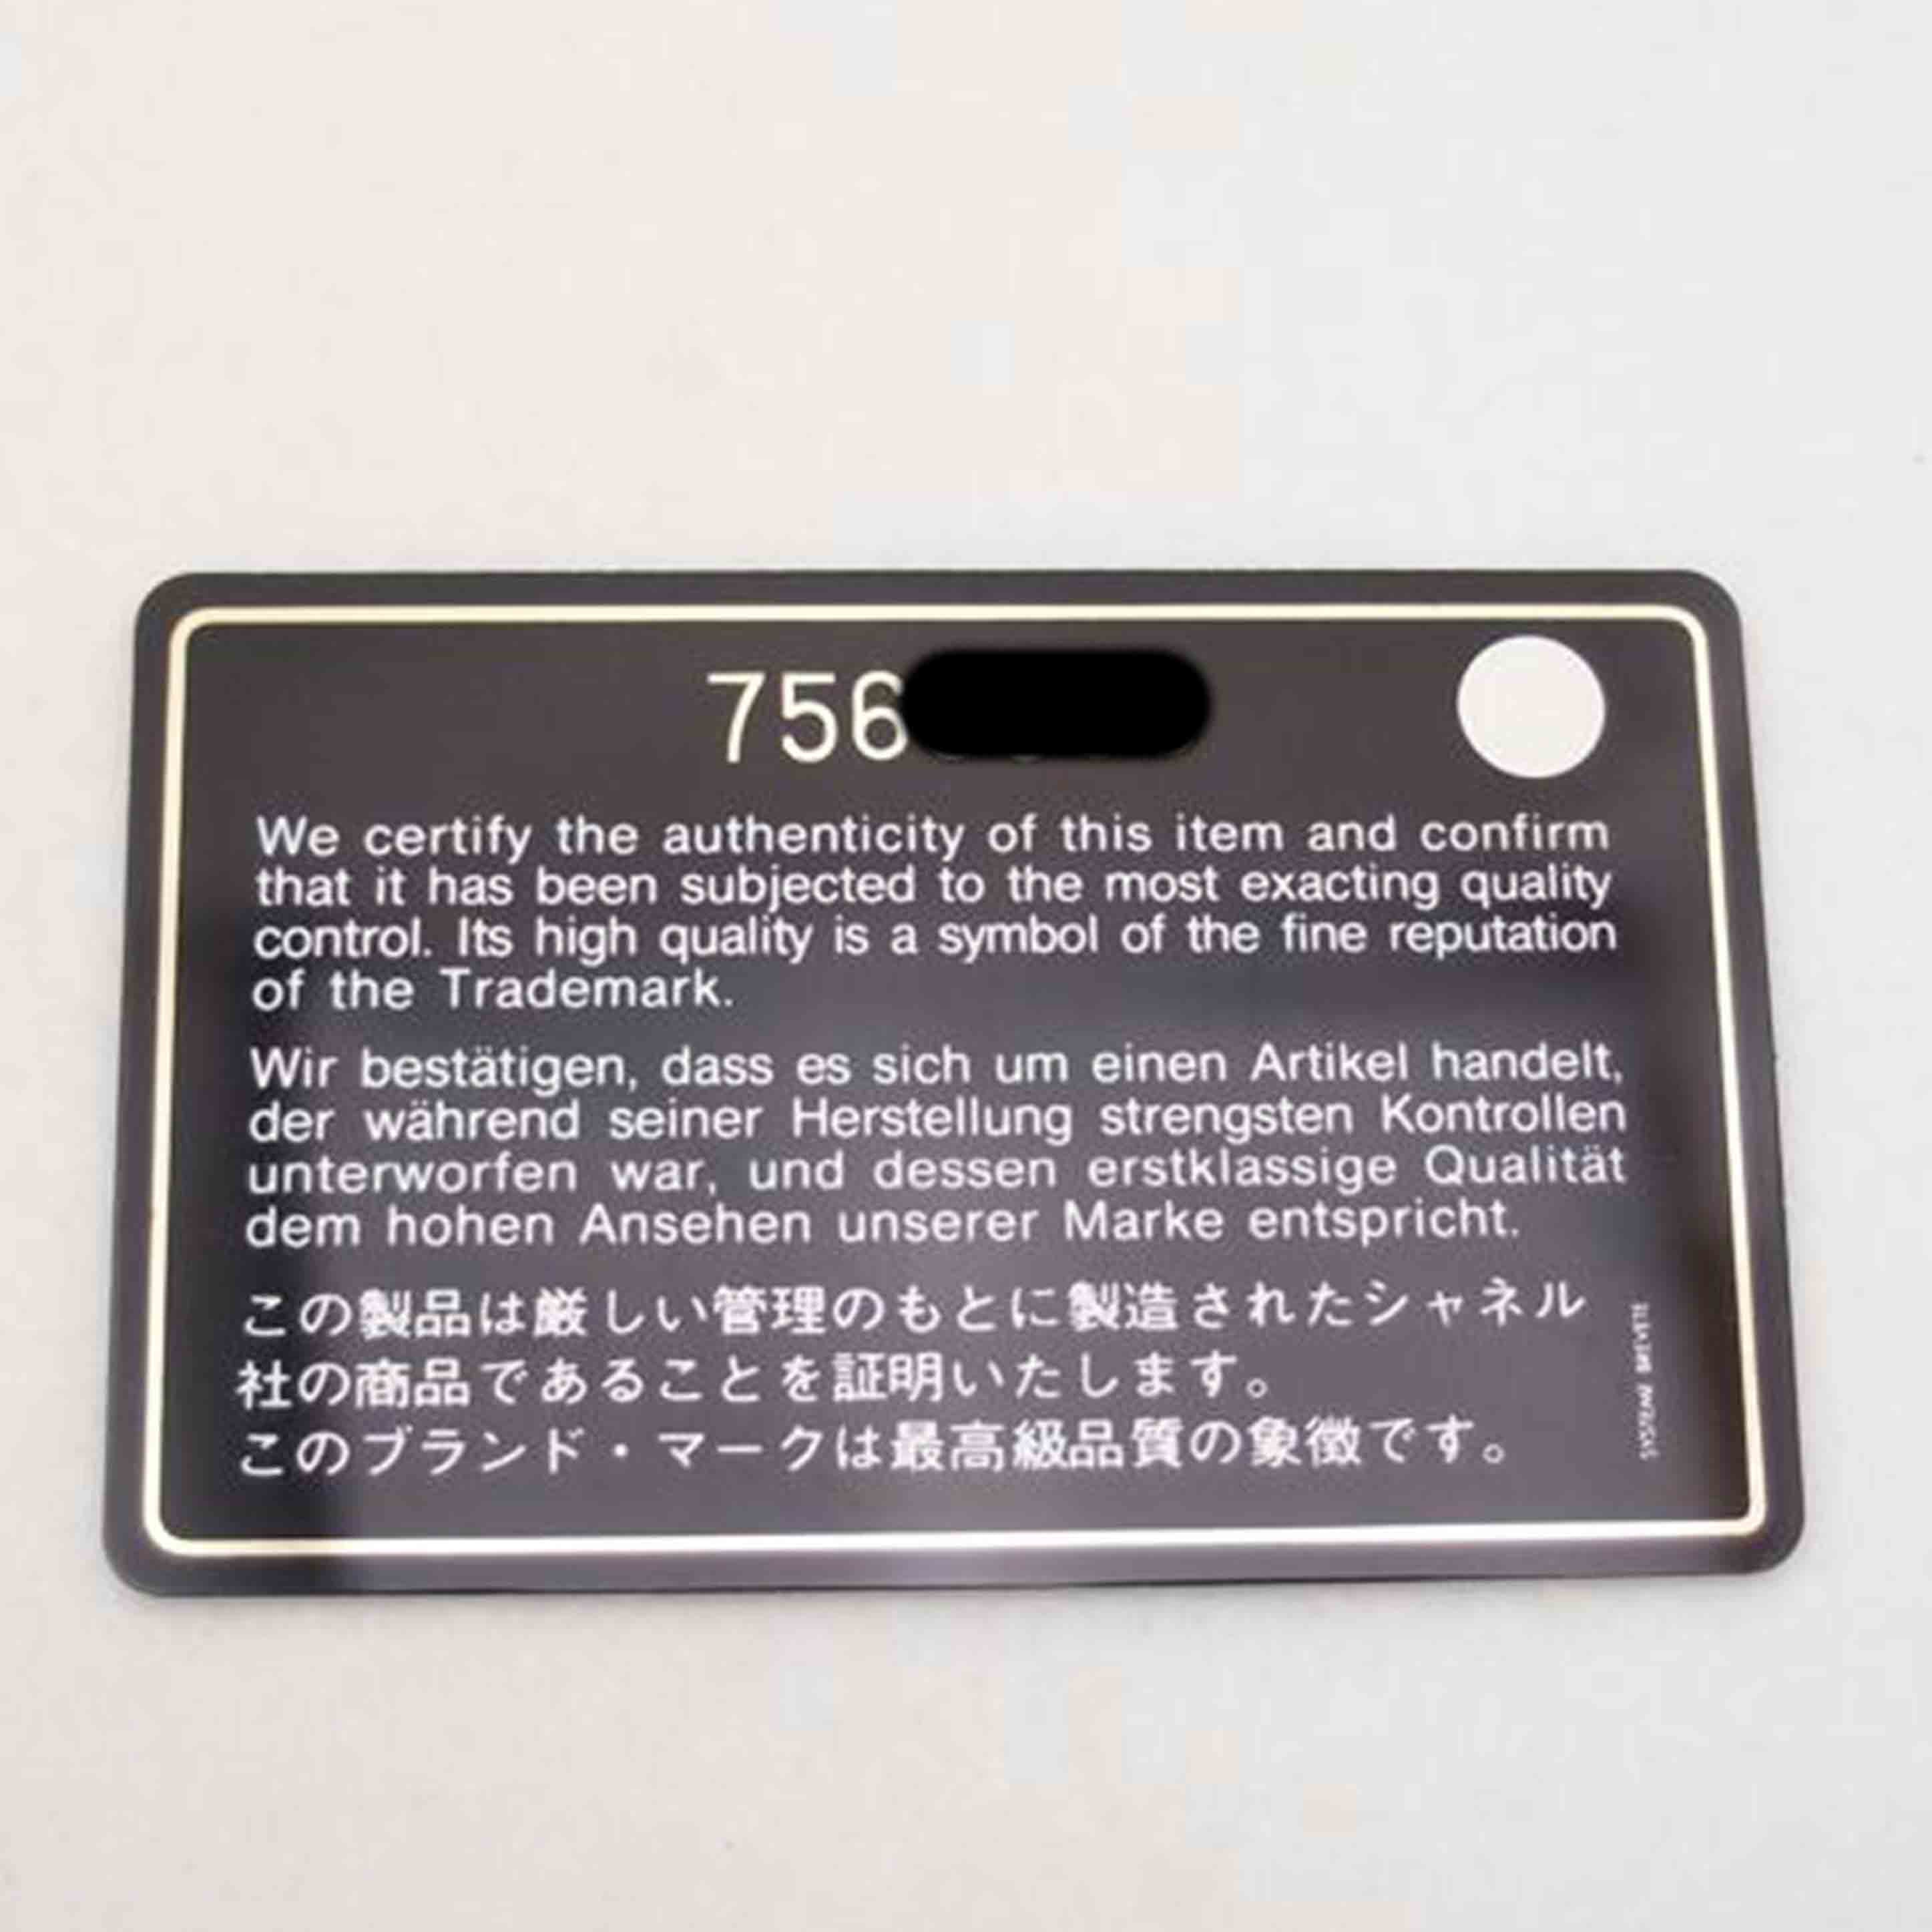 756
We certify the authenticity of this item and confirm
that it has been subjected to the most exacting quality
control. Its high quality is a symbol of the fine reputation
of the Trademark.
Wir bestätigen, dass es sich um einen Artikel handelt,
der während seiner Herstellung strengsten Kontrollen
unterworfen war, und dessen erstklassige Qualität
dem hohen Ansehen unserer Marke entspricht.
この製品は厳しい管理のもとに製造されたシャネル
社の商品であることを証明いたします。
このブランド・マークは最高級品質の象徴です。
SYSTEME BREVETE